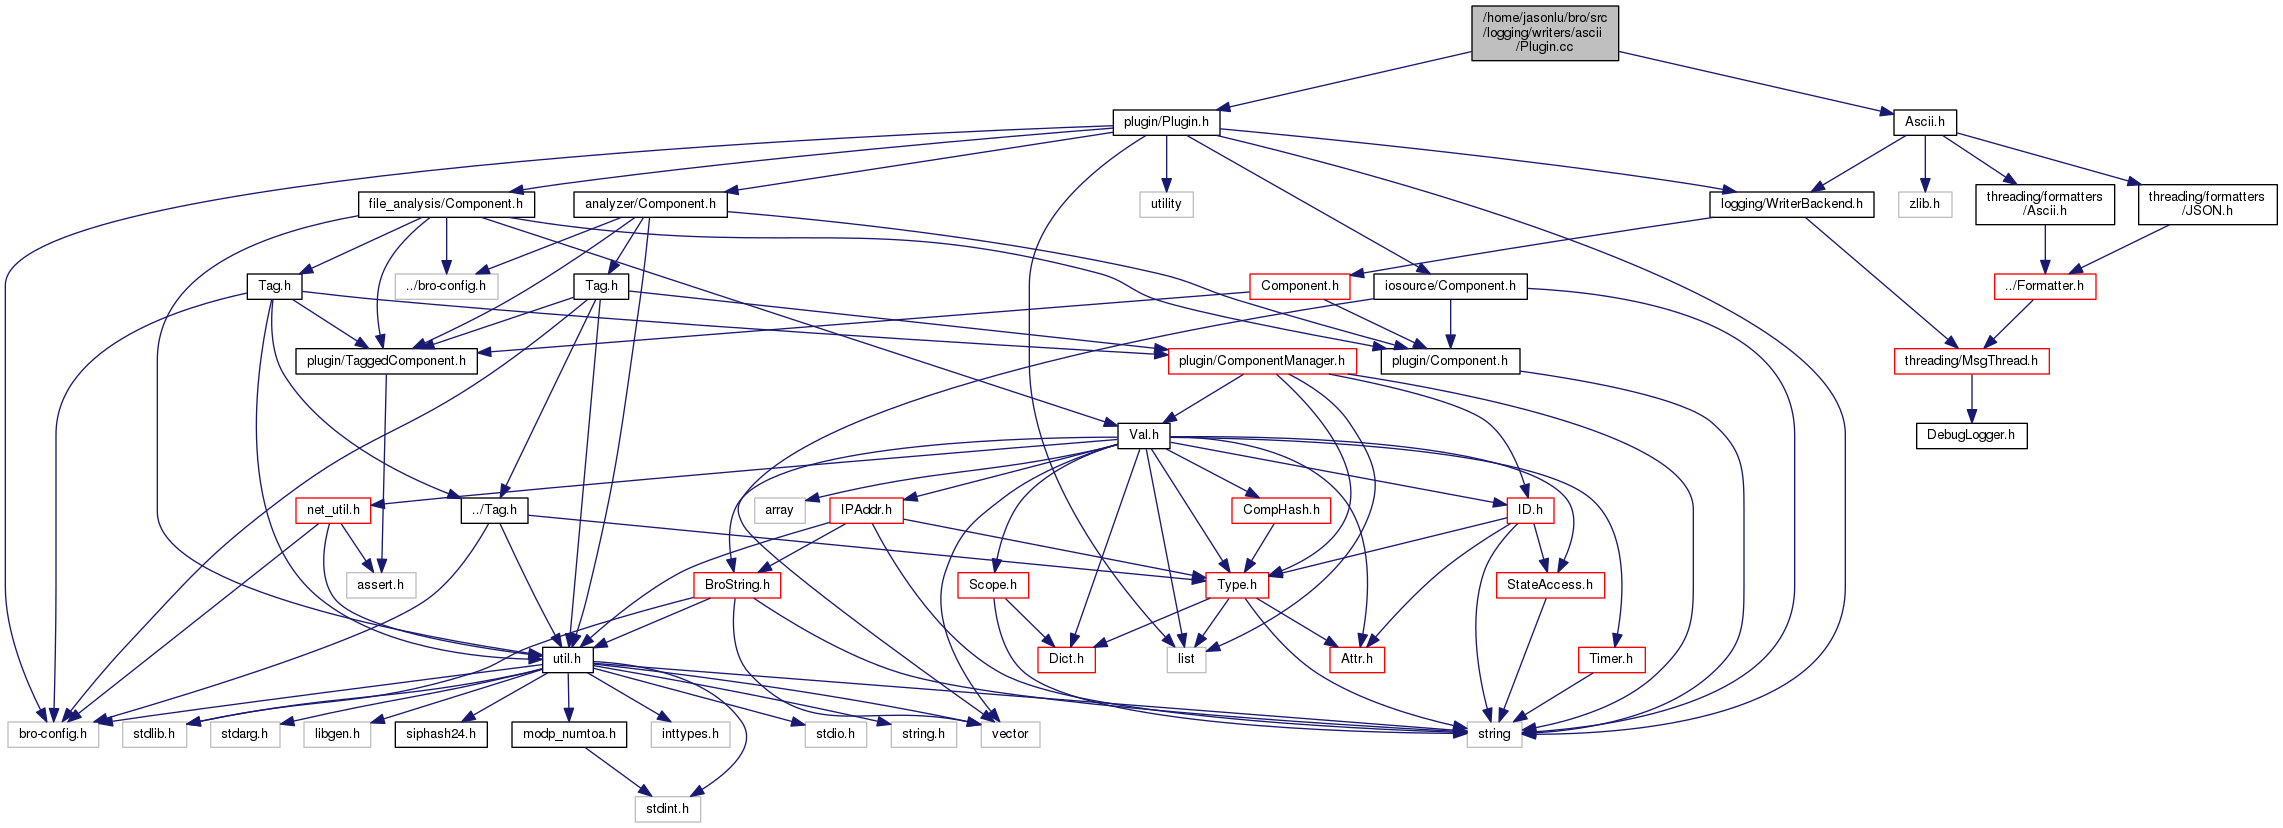 /home/jasonlu/bro/src
/logging/writers/ascii
/Plugin.cc
plugin/Plugin.h
Ascii.h
file_analysis/Component.h
analyzer/Component.h
utility
logging/WriterBackend.h
zlib.h
threading/formatters
/Ascii.h
threading/formatters
/JSON.h
Tag.h
../bro-config.h
Tag.h
Component.h
iosource/Component.h
../Formatter.h
plugin/TaggedComponent.h
plugin/ComponentManager.h
plugin/Component.h
threading/MsgThread.h
Val.h
DebugLogger.h
net_util.h
../Tag.h
array
IPAddr.h
CompHash.h
ID.h
assert.h
BroString.h
Scope.h
Type.h
StateAccess.h
util.h
Dict.h
list
Attr.h
Timer.h
bro-config.h
stdlib.h
stdarg.h
libgen.h
siphash24.h
modp_numtoa.h
inttypes.h
stdio.h
string.h
vector
string
stdint.h